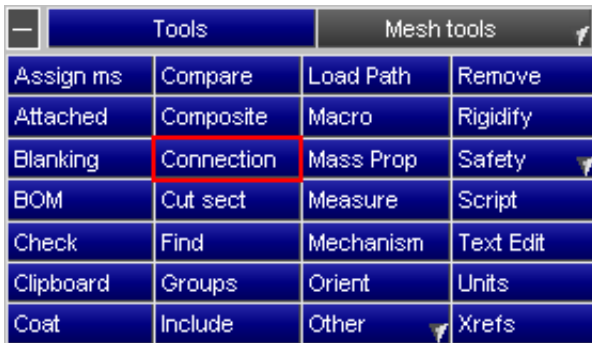 Tools Mesh tools
Assign ms Compare Load Path Remove
Attached Composite Macro Rigidify
Blanking Connection Mass Prop Safety
BOM Cut sect Measure Script
Check Find Mechanism Text Edit
Clipboard Groups Orient Units
Coat Include Other Xrefs